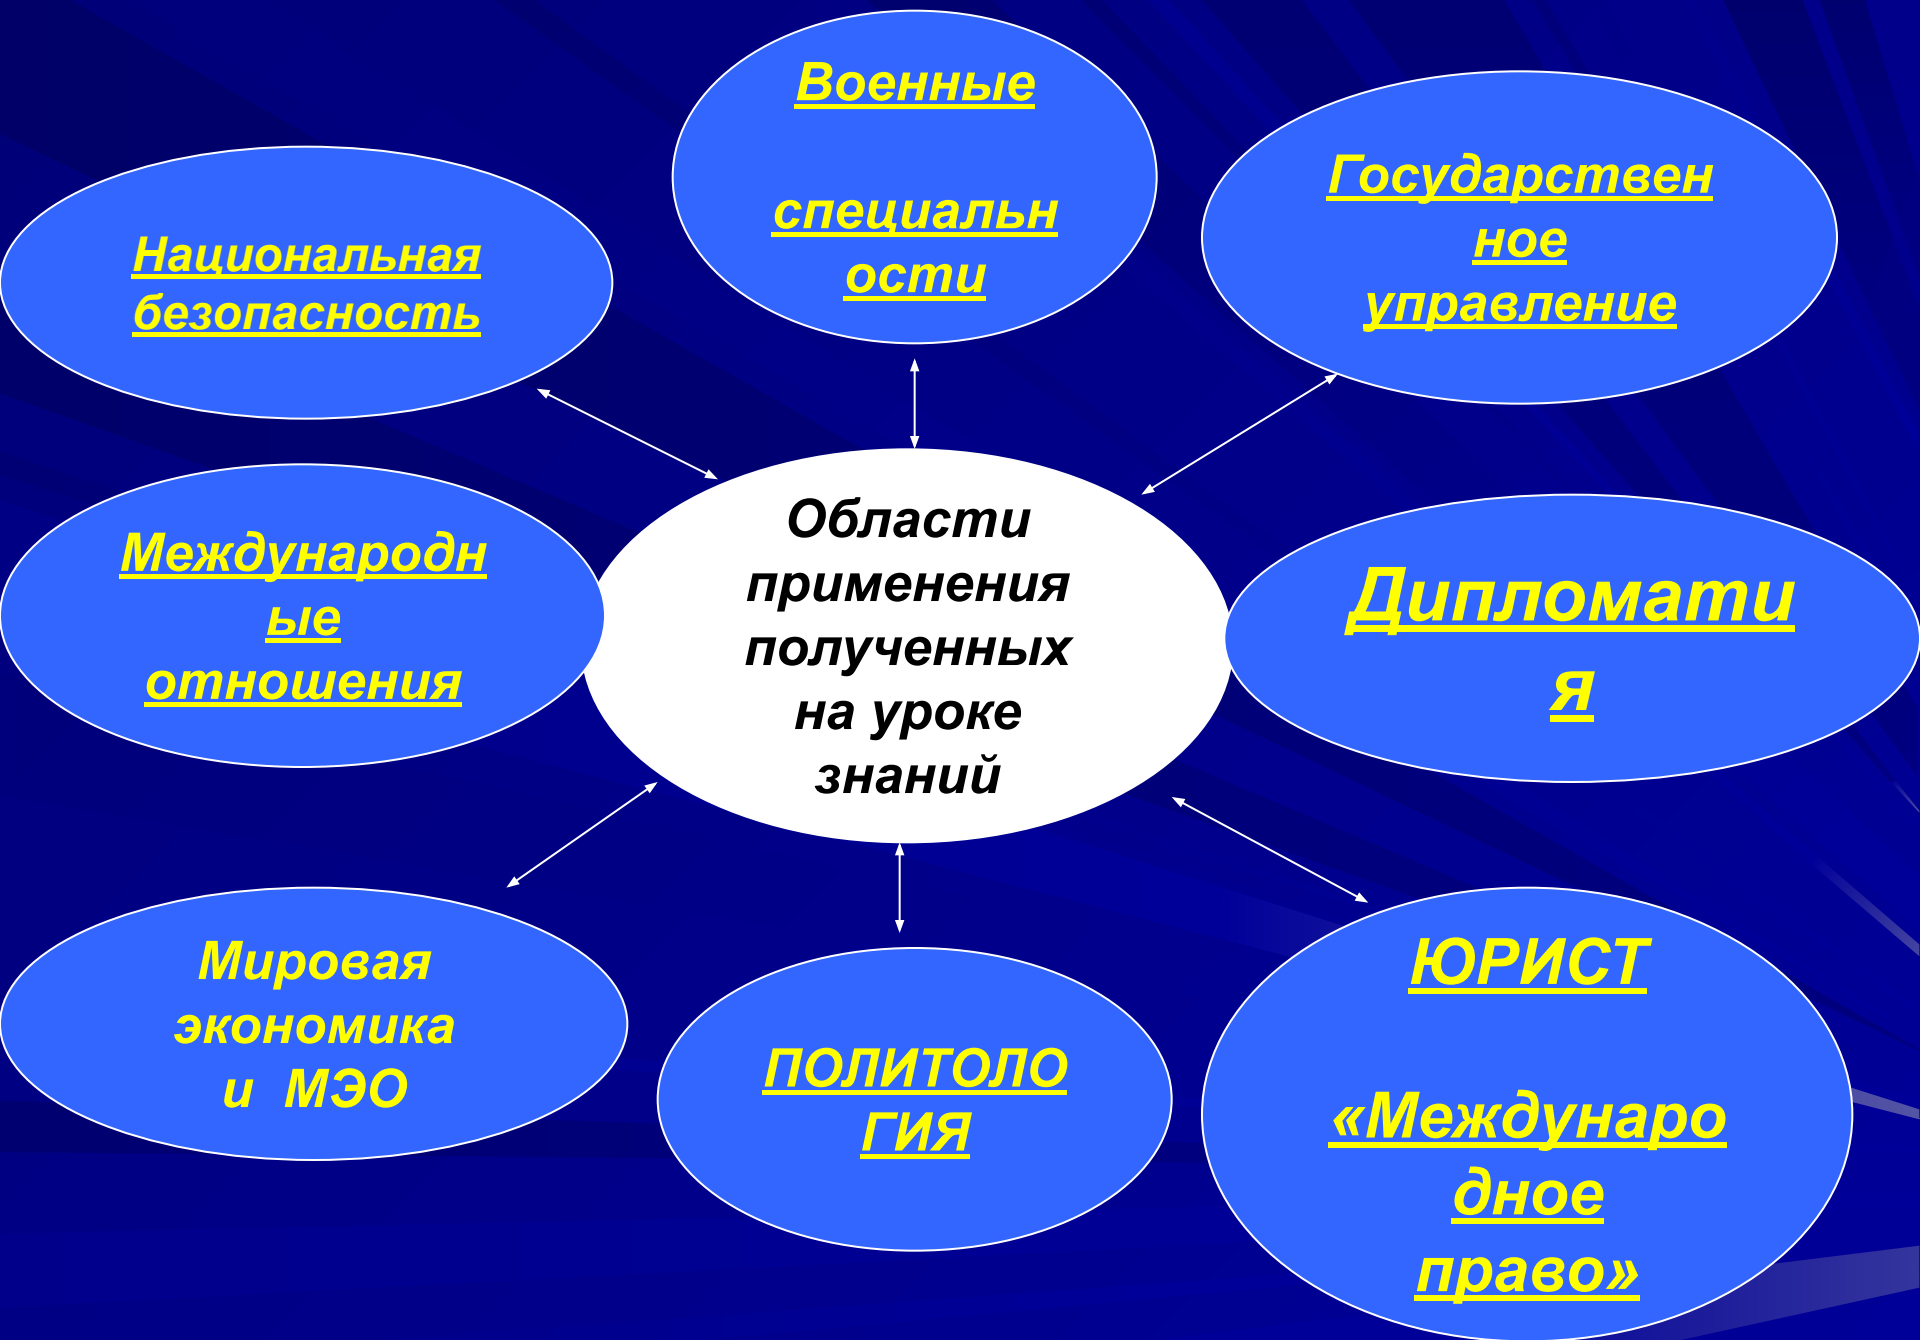 Военные
специальн
ости
Государствен
ное
управление
Национальная
безопасность
Международн
ые
отношения
Области
применения
полученных
на уроке
знаний
Дипломати
я
Мировая
экономика
и МЭО
ПОЛИТОЛО
ГИЯ
ЮРИСТ
«Междунаро
дное
право»